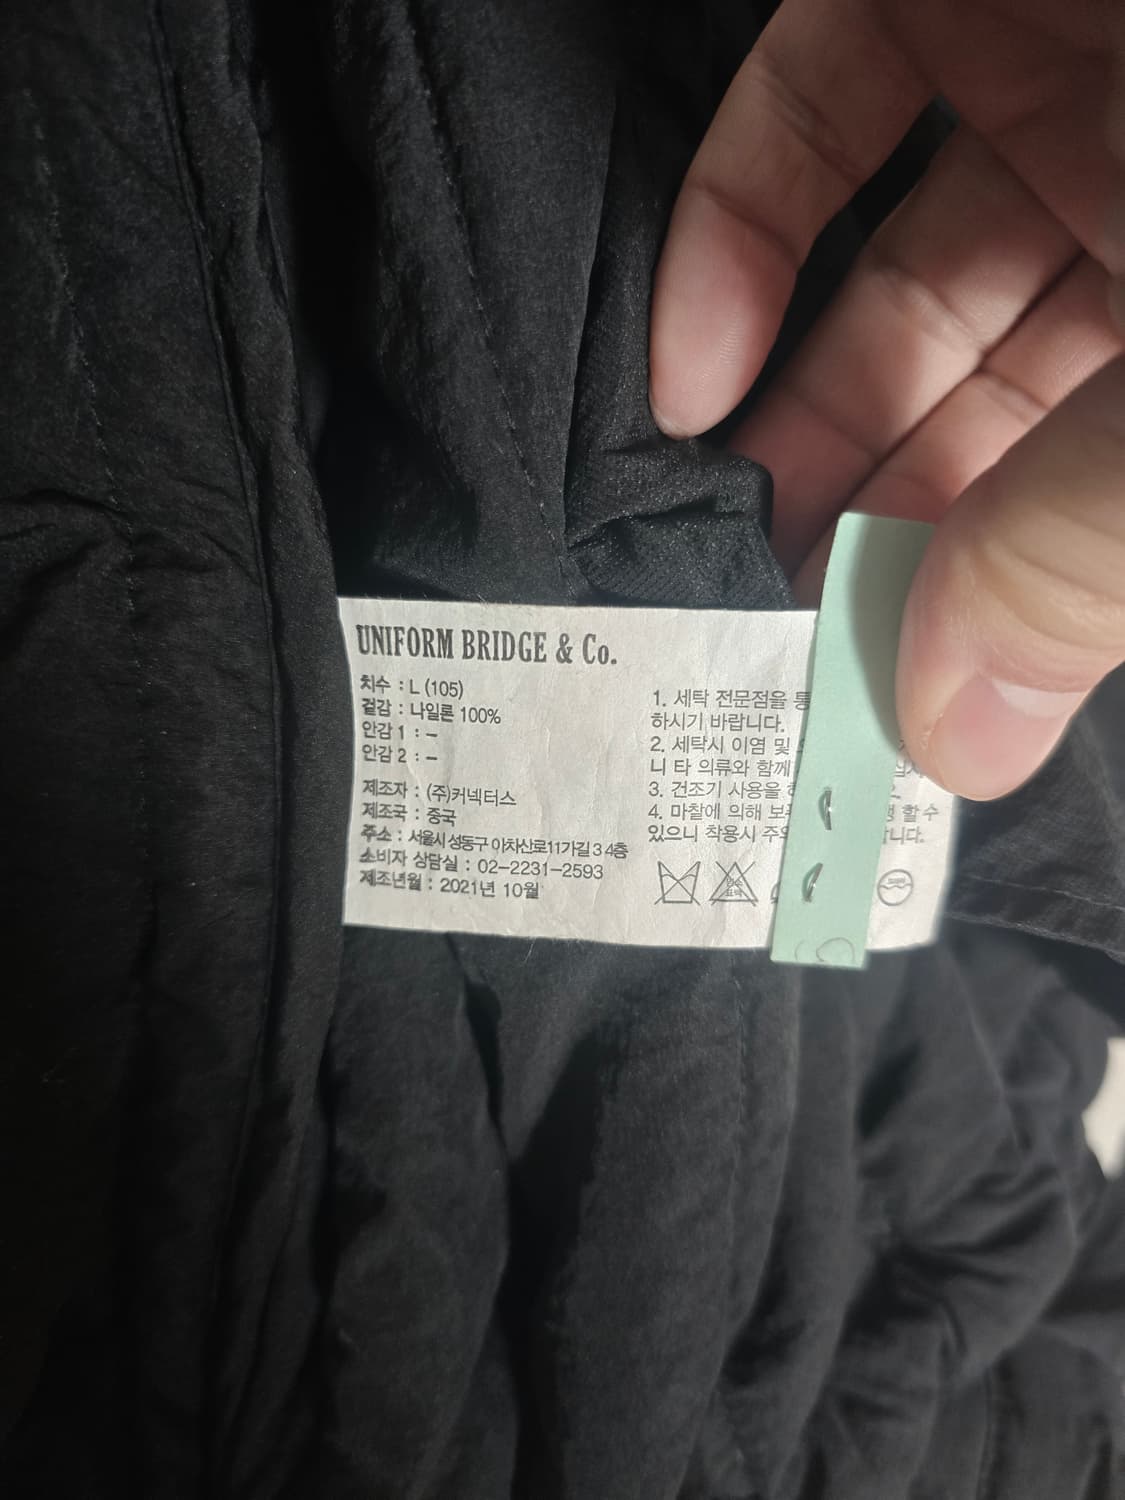 UNIFORM BRIDGE & Co.
치수 : L (105)
겉감 : 나일론 100%
안감 1 : –
안감 2 : –
제조자 : (주)커넥터스
제조국 : 중국
주소 : 서울시 성동구 아차산로11가길 3 4층
소비자 상담실 : 02-2231-2593
제조년월 : 2021년 10월
1. 세탁 전문점을
하시기 바랍니다.
2. 세탁시 이염 및
니 타 의류와 함께
3. 건조기 사용을
4. 마찰에 의해 할 수
있으니 착용시